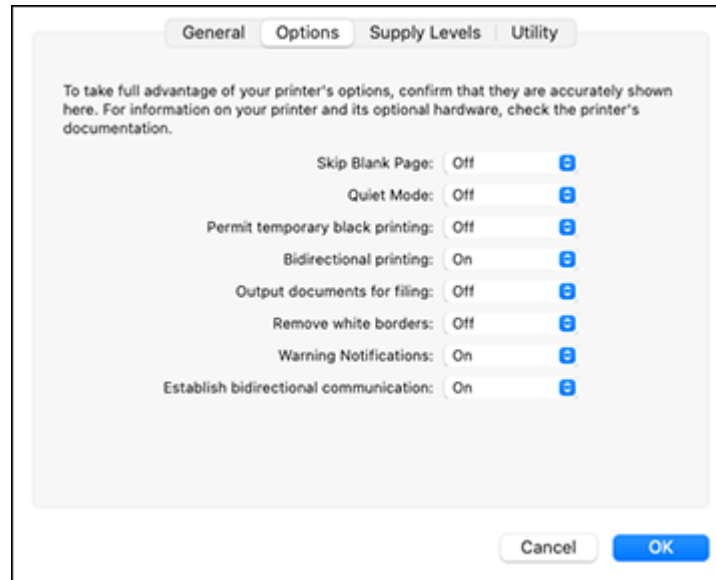 General Options Supply Levels Utility
To take full advantage of your printer's options, confirm that they are accurately shown
here. For information on your printer and its optional hardware, check the printer's
documentation.
Skip Blank Page: Off
Quiet Mode: Off
Permit temporary black printing: Off
Bidirectional printing: On
Output documents for filing: Off
Remove white borders: Off
Warning Notifications: On
Establish bidirectional communication: On
Cancel OK